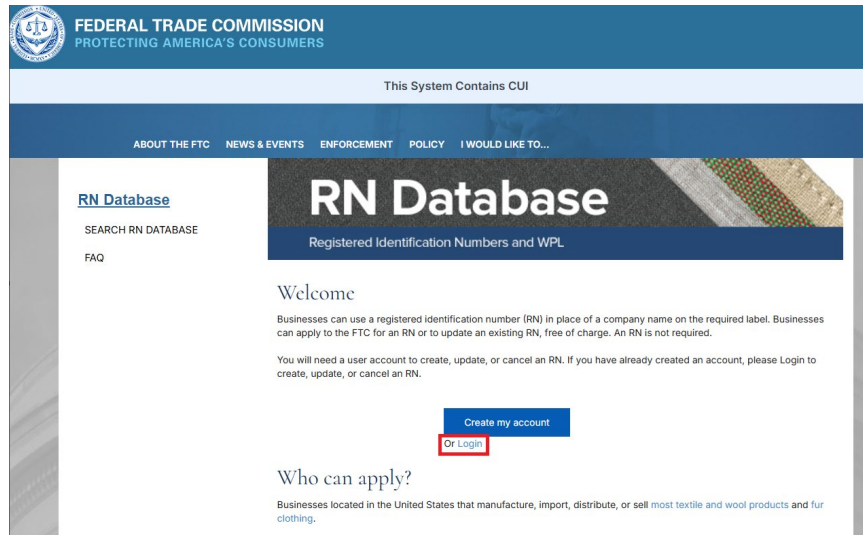 FEDERAL TRADE COMMISSION
PROTECTING AMERICA'S CONSUMERS
This System Contains CUI
ABOUT THE FTC NEWS & EVENTS ENFORCEMENT POLICY I WOULD LIKE TO...
RN Database
SEARCH RN DATABASE
FAQ
RN Database
Registered Identification Numbers and WPL
Welcome
Businesses can use a registered identification number (RN) in place of a company name on the required label. Businesses
can apply to the FTC for an RN or to update an existing RN, free of charge. An RN is not required.
You will need a user account to create, update, or cancel an RN. If you have already created an account, please Login to
create, update, or cancel an RN.
Create my account
Or Login
Who can apply?
Businesses located in the United States that manufacture, import, distribute, or sell most textile and wool products and fur
clothing.